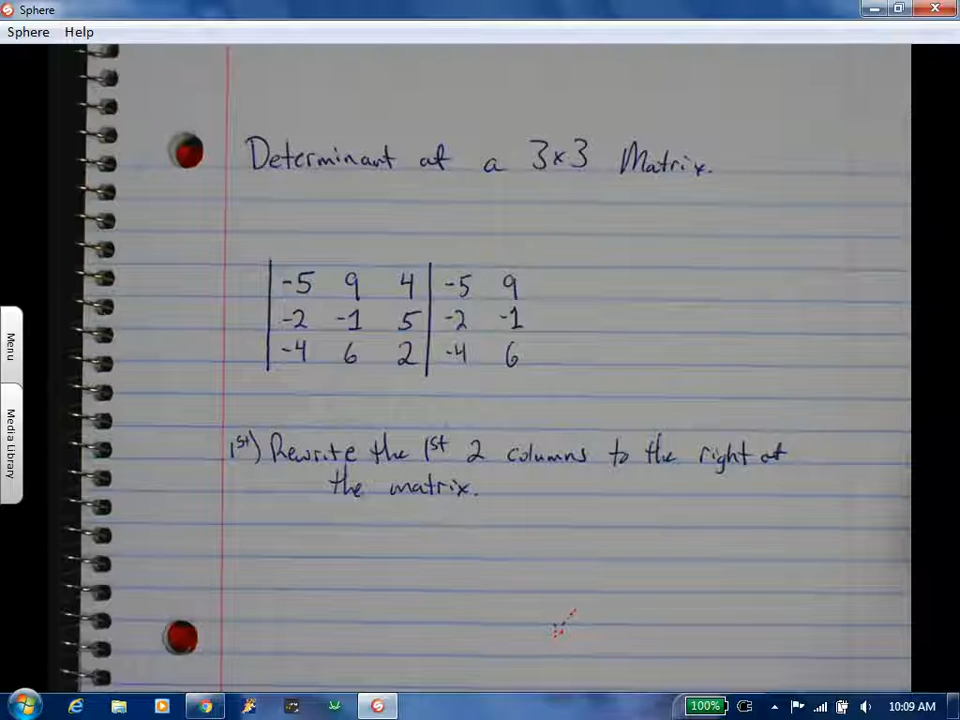 Sphere
Sphere Help
Determinant of a 3x3 Matrix.
-5 9 4 -5 9
-2 -1 5 -2 -1
-4 6 2 -4 6
1st) Rewrite the 1st 2 columns to the right of
the matrix.
Menu
Media Library
100%
10:09 AM